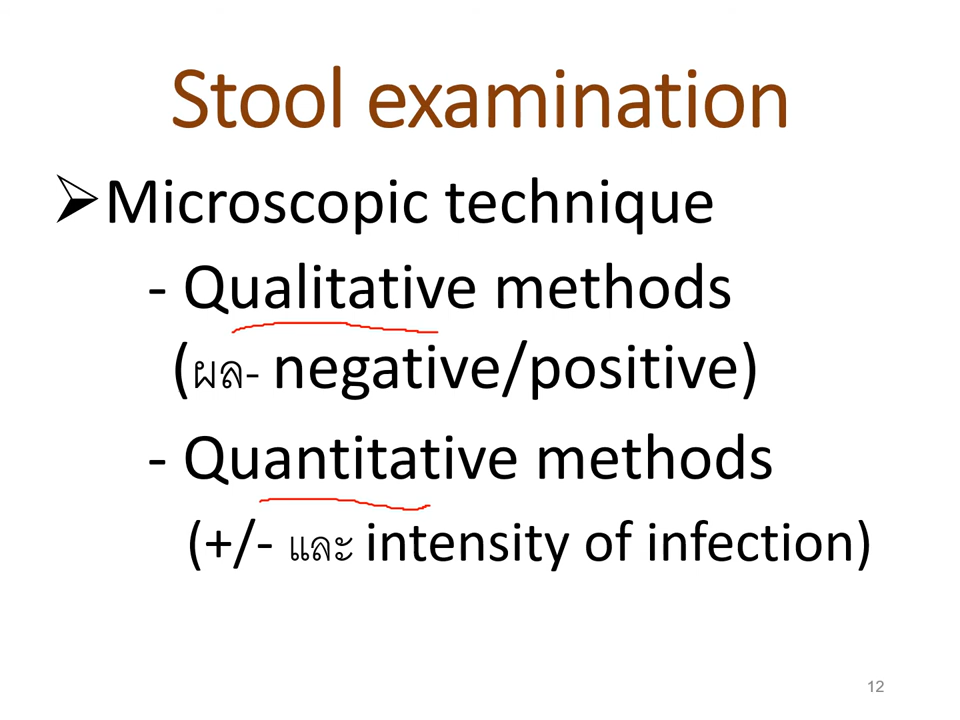 Stool examination
➢Microscopic technique
- Qualitative methods
(ผล- negative/positive)
- Quantitative methods
(+/- และ intensity of infection)
12